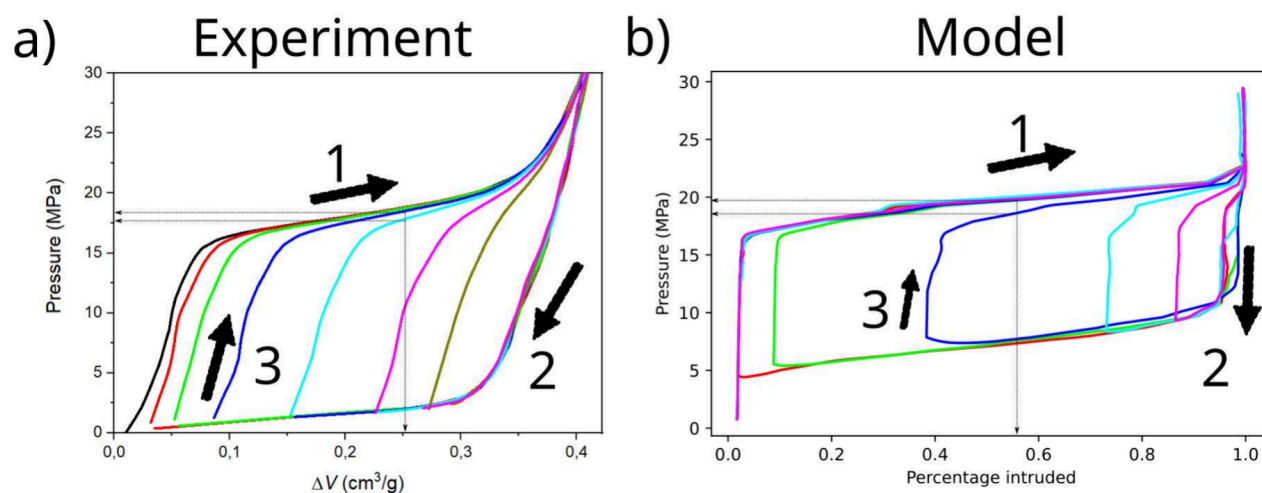 a) Experiment
30
25
20
15
10
5
0
Pressure (MPa)
1
2
3
0,0 0,1 0,2 0,3 0,4
ΔV (cm³/g)
b) Model
30
25
20
15
10
5
0
Pressure (MPa)
1
2
3
0.0 0.2 0.4 0.6 0.8 1.0
Percentage intruded